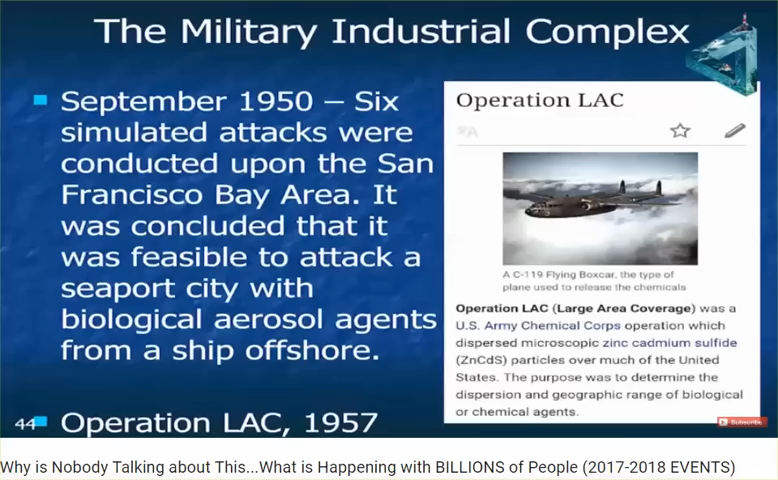 The Military Industrial Complex
September 1950 – Six
simulated attacks were
conducted upon the San
Francisco Bay Area. It
was concluded that it
was feasible to attack a
seaport city with
biological aerosol agents
from a ship offshore.
44
Operation LAC, 1957
Operation LAC
A C-119 Flying Boxcar, the type of
plane used to release the chemicals
Operation LAC (Large Area Coverage) was a
U.S. Army Chemical Corps operation which
dispersed microscopic zinc cadmium sulfide
(ZnCdS) particles over much of the United
States. The purpose was to determine the
dispersion and geographic range of biological
or chemical agents.
Subscribe
Why is Nobody Talking about This...What is Happening with BILLIONS of People (2017-2018 EVENTS)